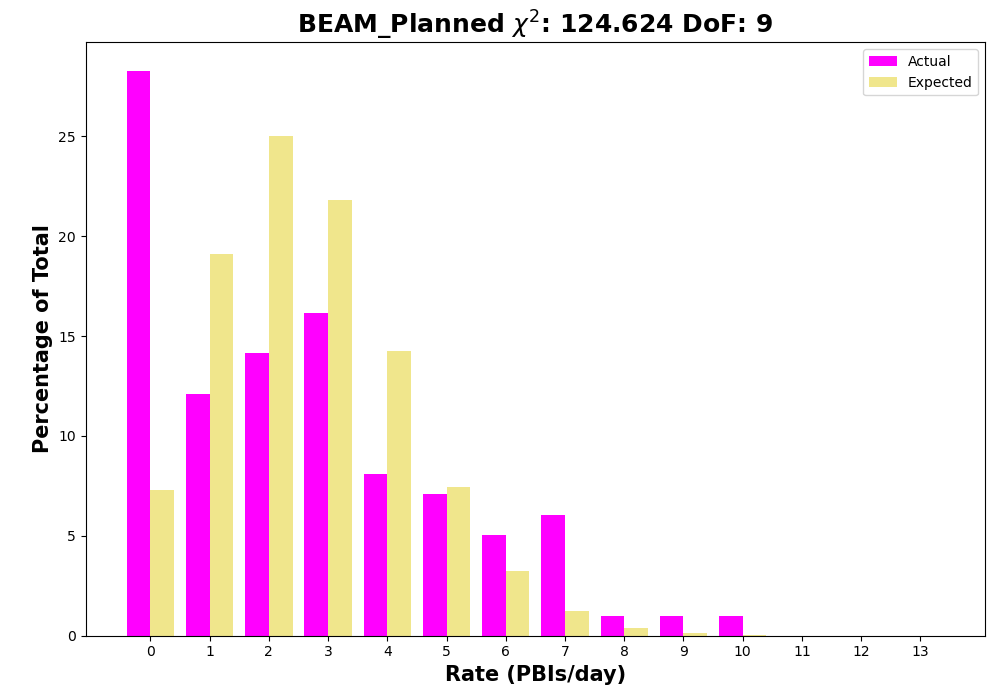 BEAM_Planned χ²: 124.624 DoF: 9
Actual
Expected
25
20
15
10
5
0
0 1 2 3 4 5 6 7 8 9 10 11 12 13
Percentage of Total
Rate (PBIs/day)